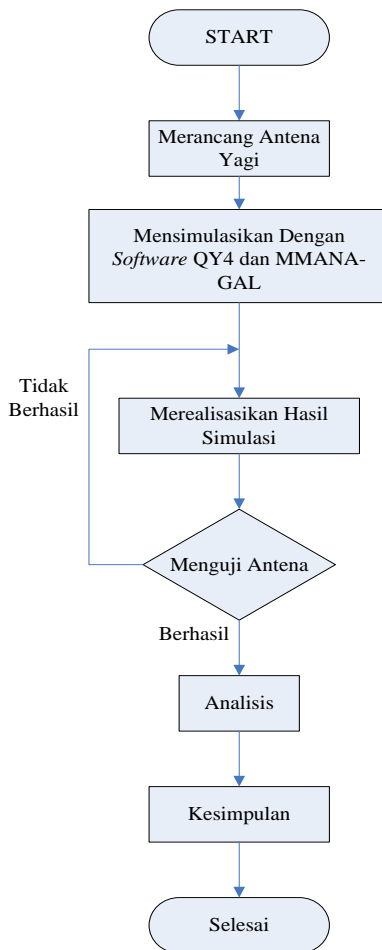 START
Merancang Antena
Yagi
Mensimulasikan Dengan
Software QY4 dan MMANA-
GAL
Tidak
Berhasil
Merealisasikan Hasil
Simulasi
Menguji Antena
Berhasil
Analisis
Kesimpulan
Selesai